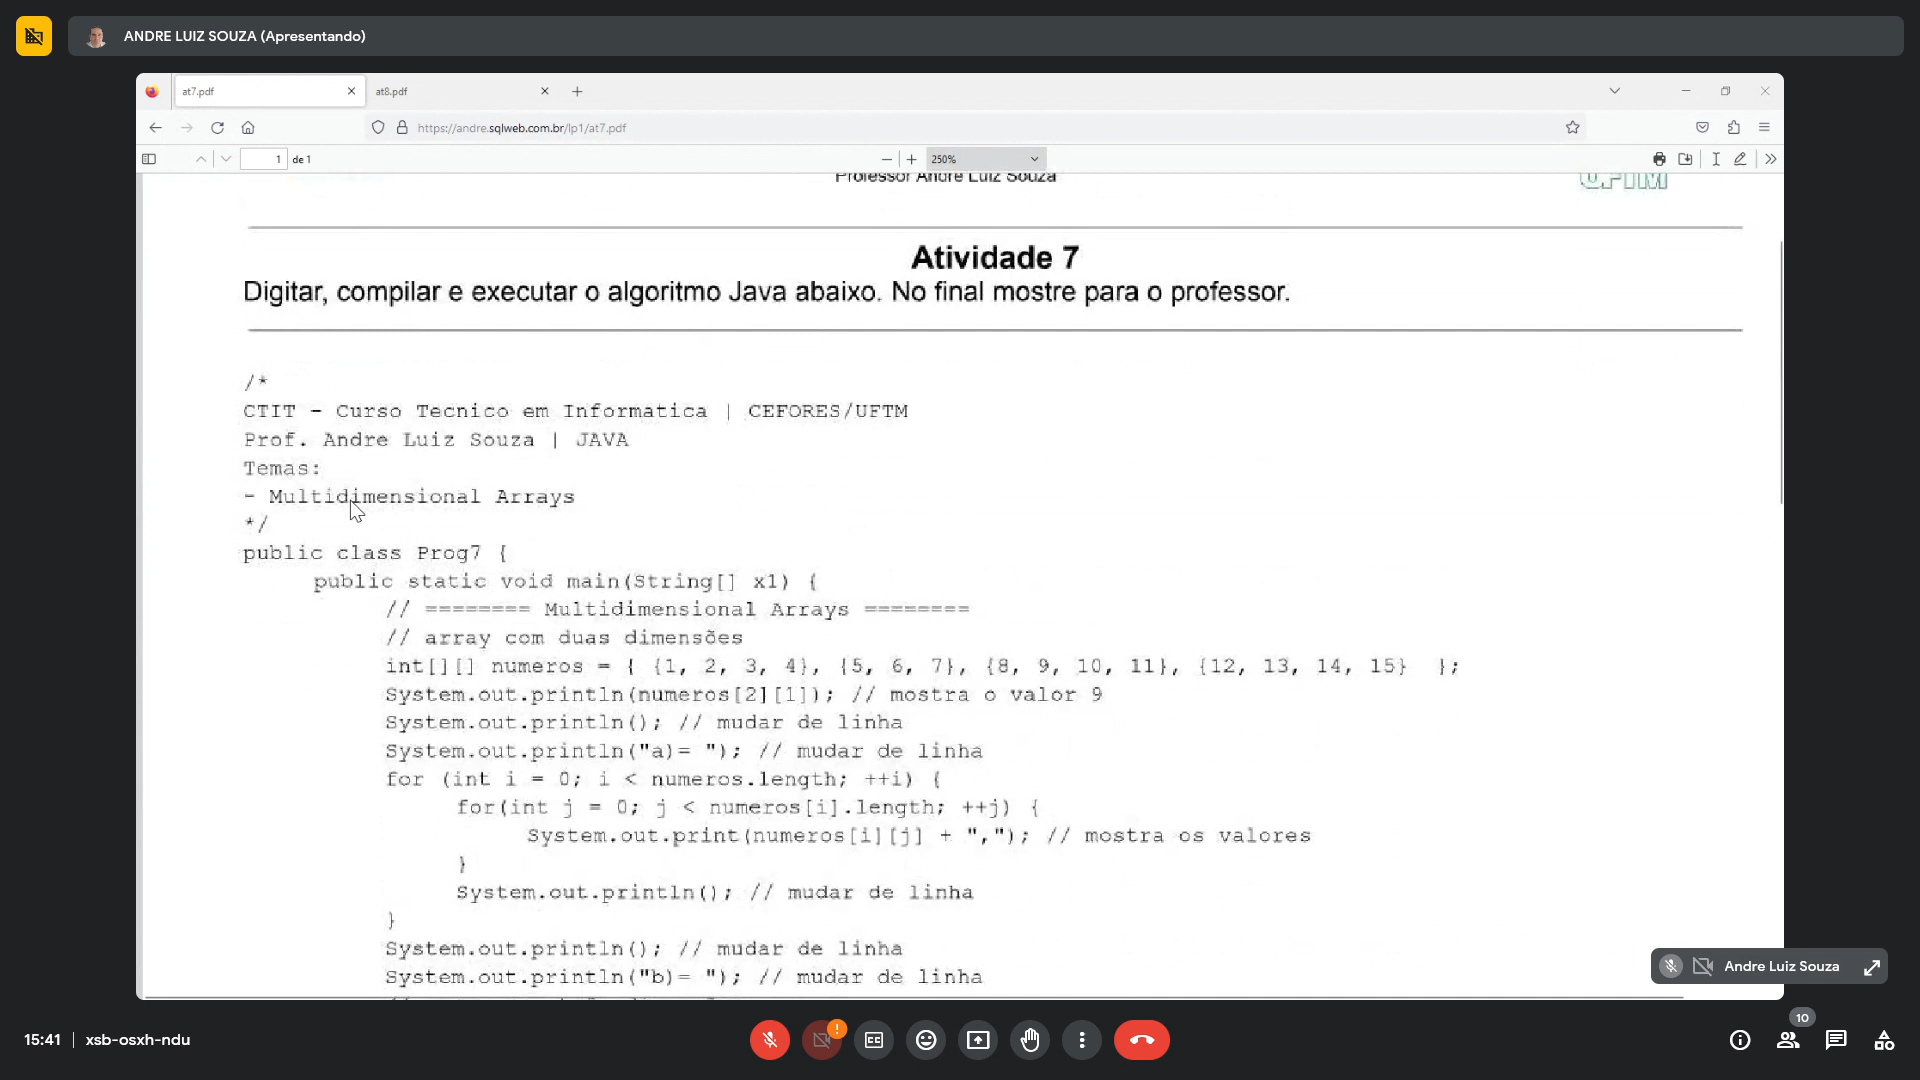 ANDRE LUIZ SOUZA (Apresentando)
at7.pdf
at8.pdf
https://andre.sqlweb.com.br/lp1/at7.pdf
1 de 1
250%
Professor André Luiz Souza
UFTM
Atividade 7
Digitar, compilar e executar o algoritmo Java abaixo. No final mostre para o professor.
/*
CTIT - Curso Tecnico em Informatica | CEFORES/UFTM
Prof. Andre Luiz Souza | JAVA
Temas:
- Multidimensional Arrays
*/
public class Prog7 {
public static void main(String[] x1) {
// ======== Multidimensional Arrays ========
// array com duas dimensões
int[][] numeros = { {1, 2, 3, 4}, {5, 6, 7}, {8, 9, 10, 11}, {12, 13, 14, 15} };
System.out.println(numeros[2][1]); // mostra o valor 9
System.out.println(); // mudar de linha
System.out.println("a)= "); // mudar de linha
for (int i = 0; i < numeros.length; ++i) {
for(int j = 0; j < numeros[i].length; ++j) {
System.out.print(numeros[i][j] + ","); // mostra os valores
}
System.out.println(); // mudar de linha
}
System.out.println(); // mudar de linha
System.out.println("b)= "); // mudar de linha
Andre Luiz Souza
15:41 | xsb-osxh-ndu
10